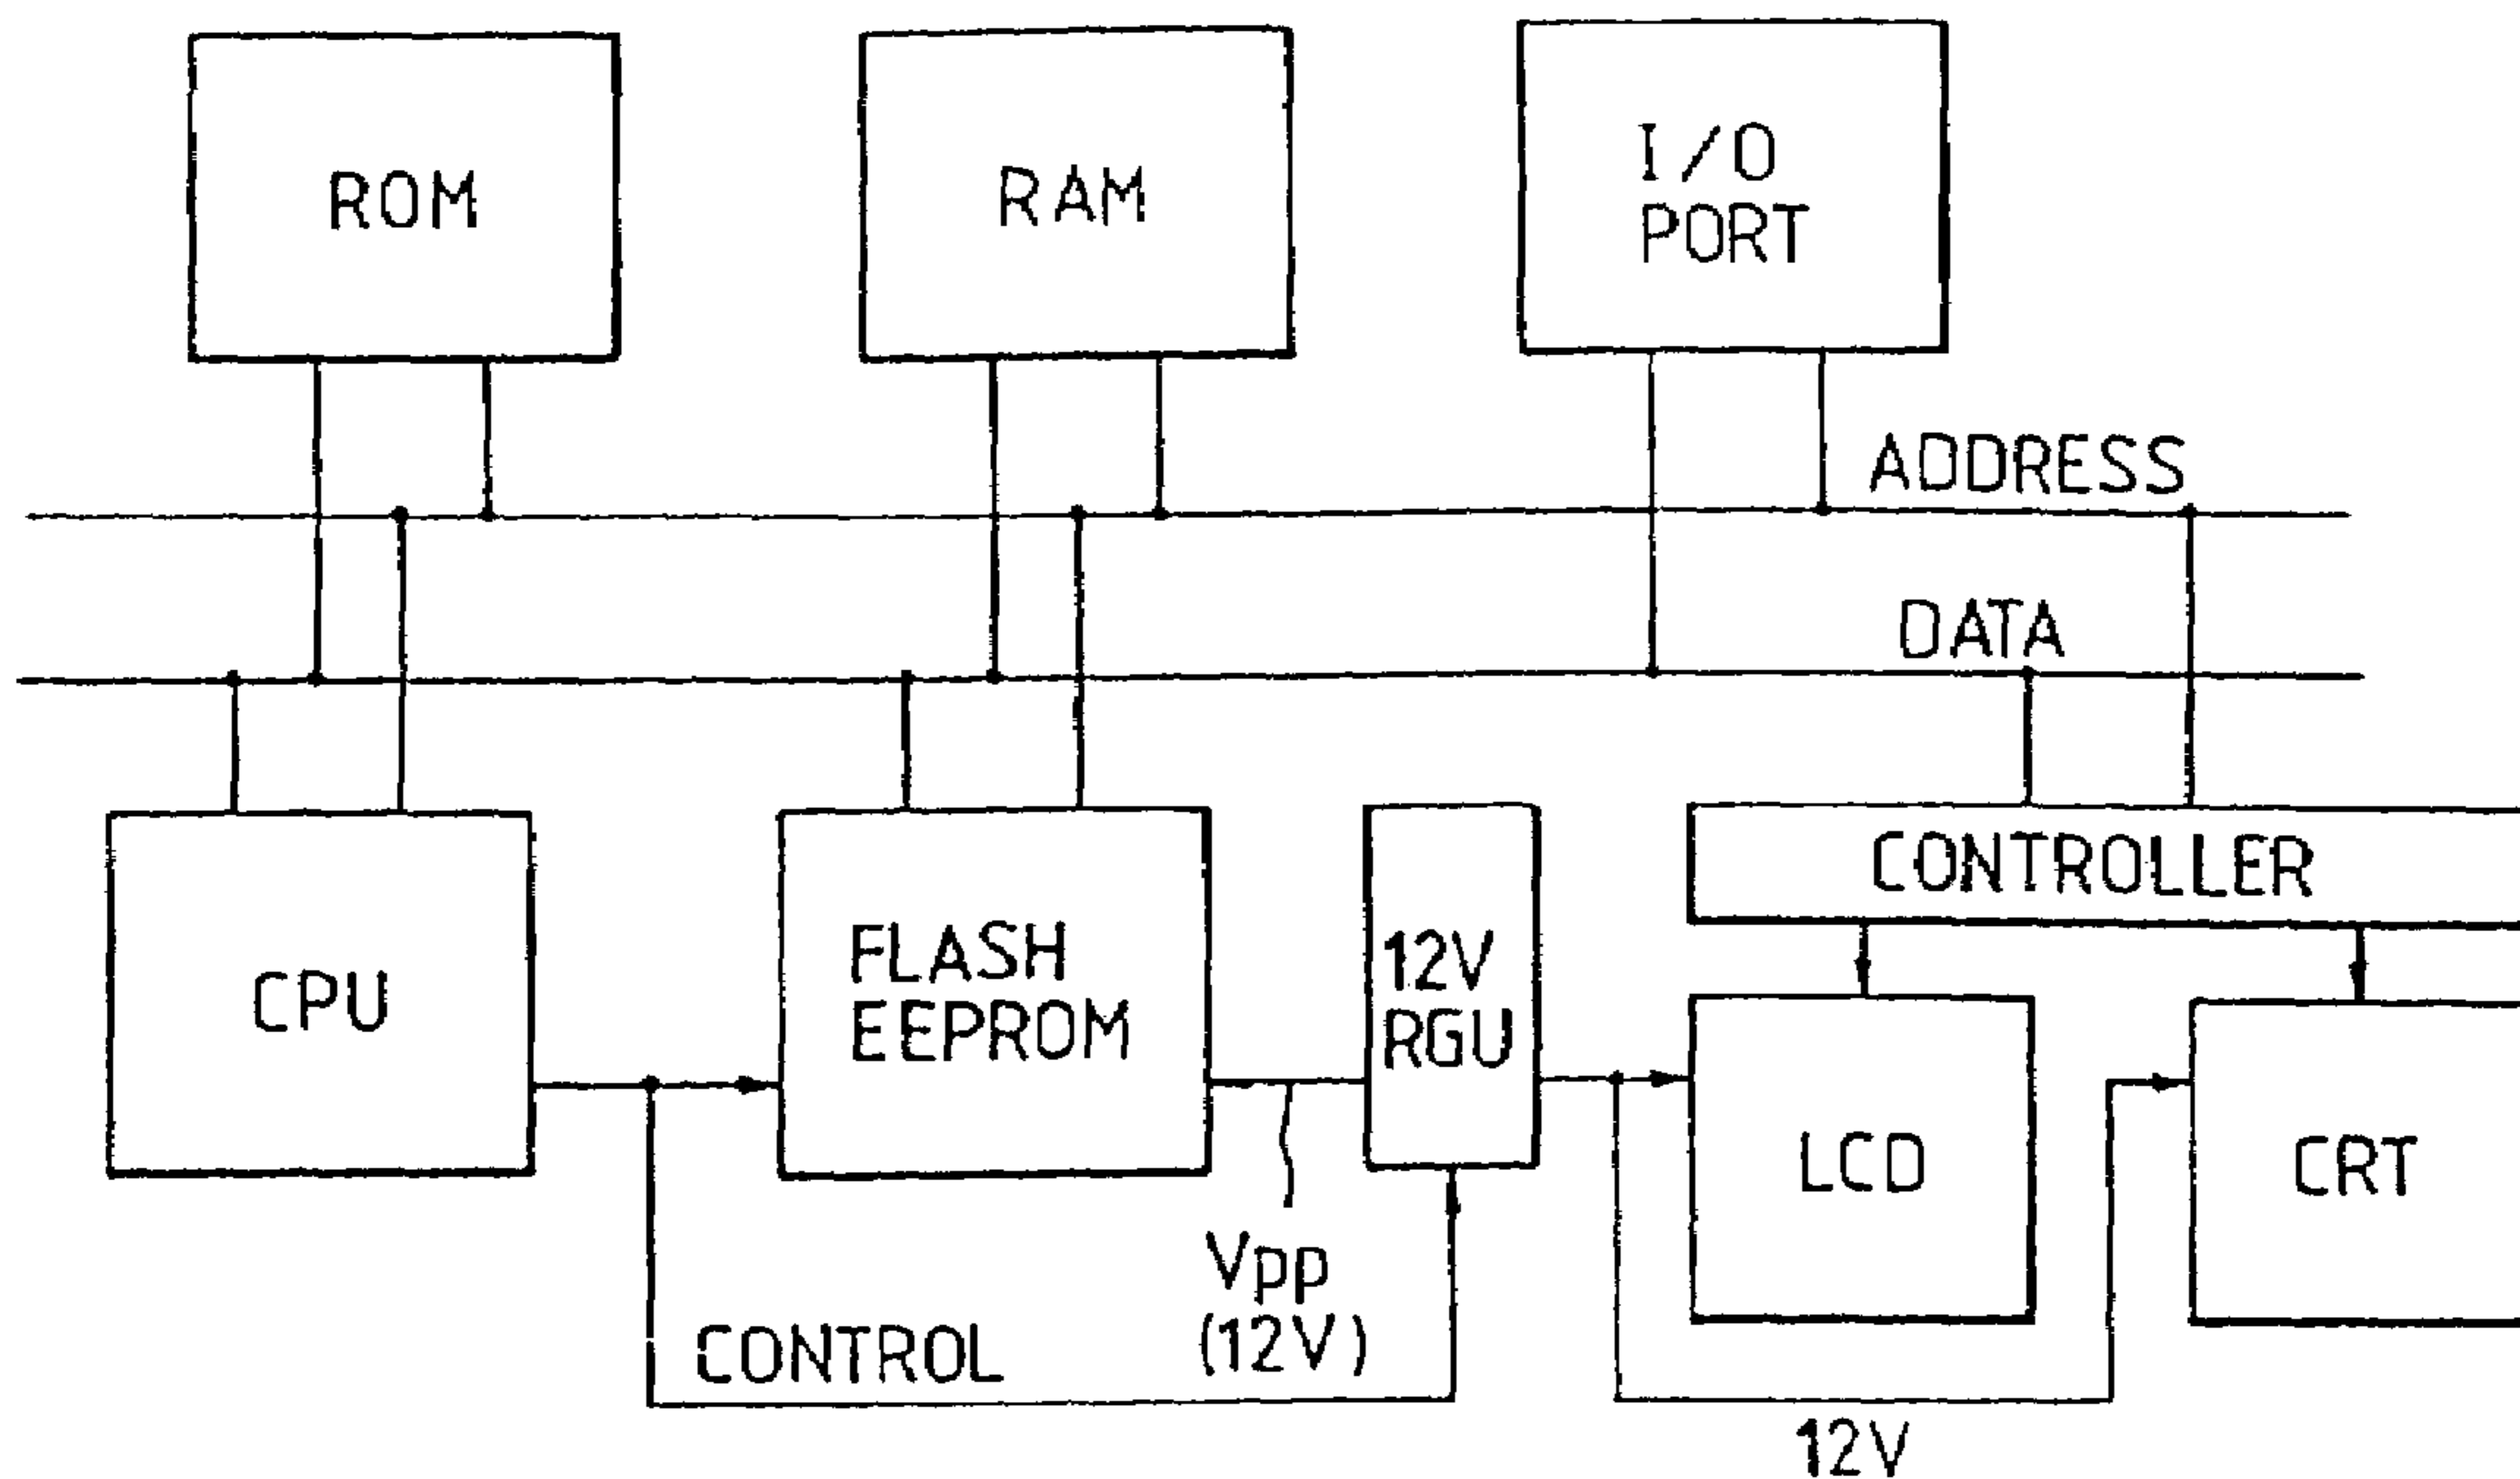 ROM
RAM
I/O
PORT
ADDRESS
DATA
CPU
FLASH
EEPROM
12V
RGU
CONTROLLER
LCD
CRT
VPP
(12V)
CONTROL
12V